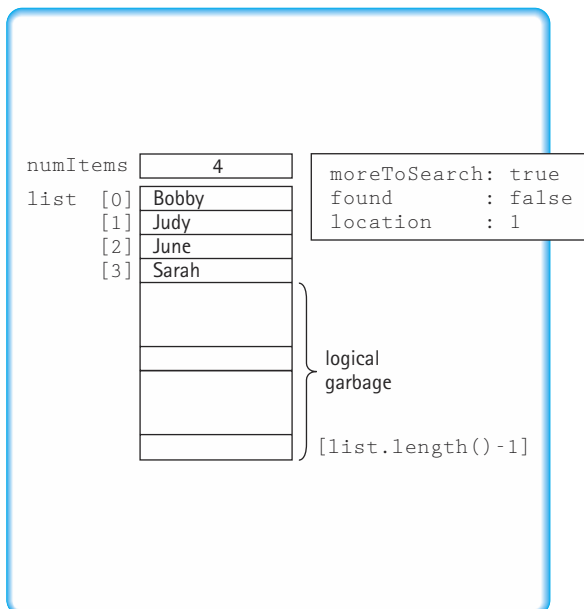 numItems 4
moreToSearch: true
found : false
location : 1
list [0] Bobby
[1] Judy
[2] June
[3] Sarah
logical
garbage
[list.length()-1]